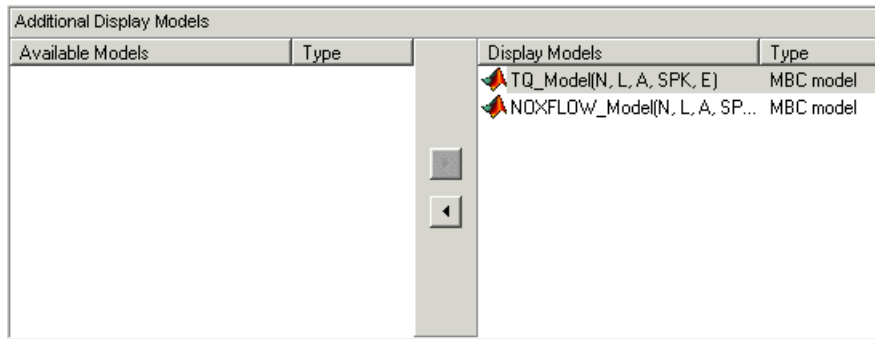 Additional Display Models
Available Models Type
Display Models Type
TQ_Model(N, L, A, SPK, E) MBC model
NOXFLOW_Model(N, L, A, SP... MBC model